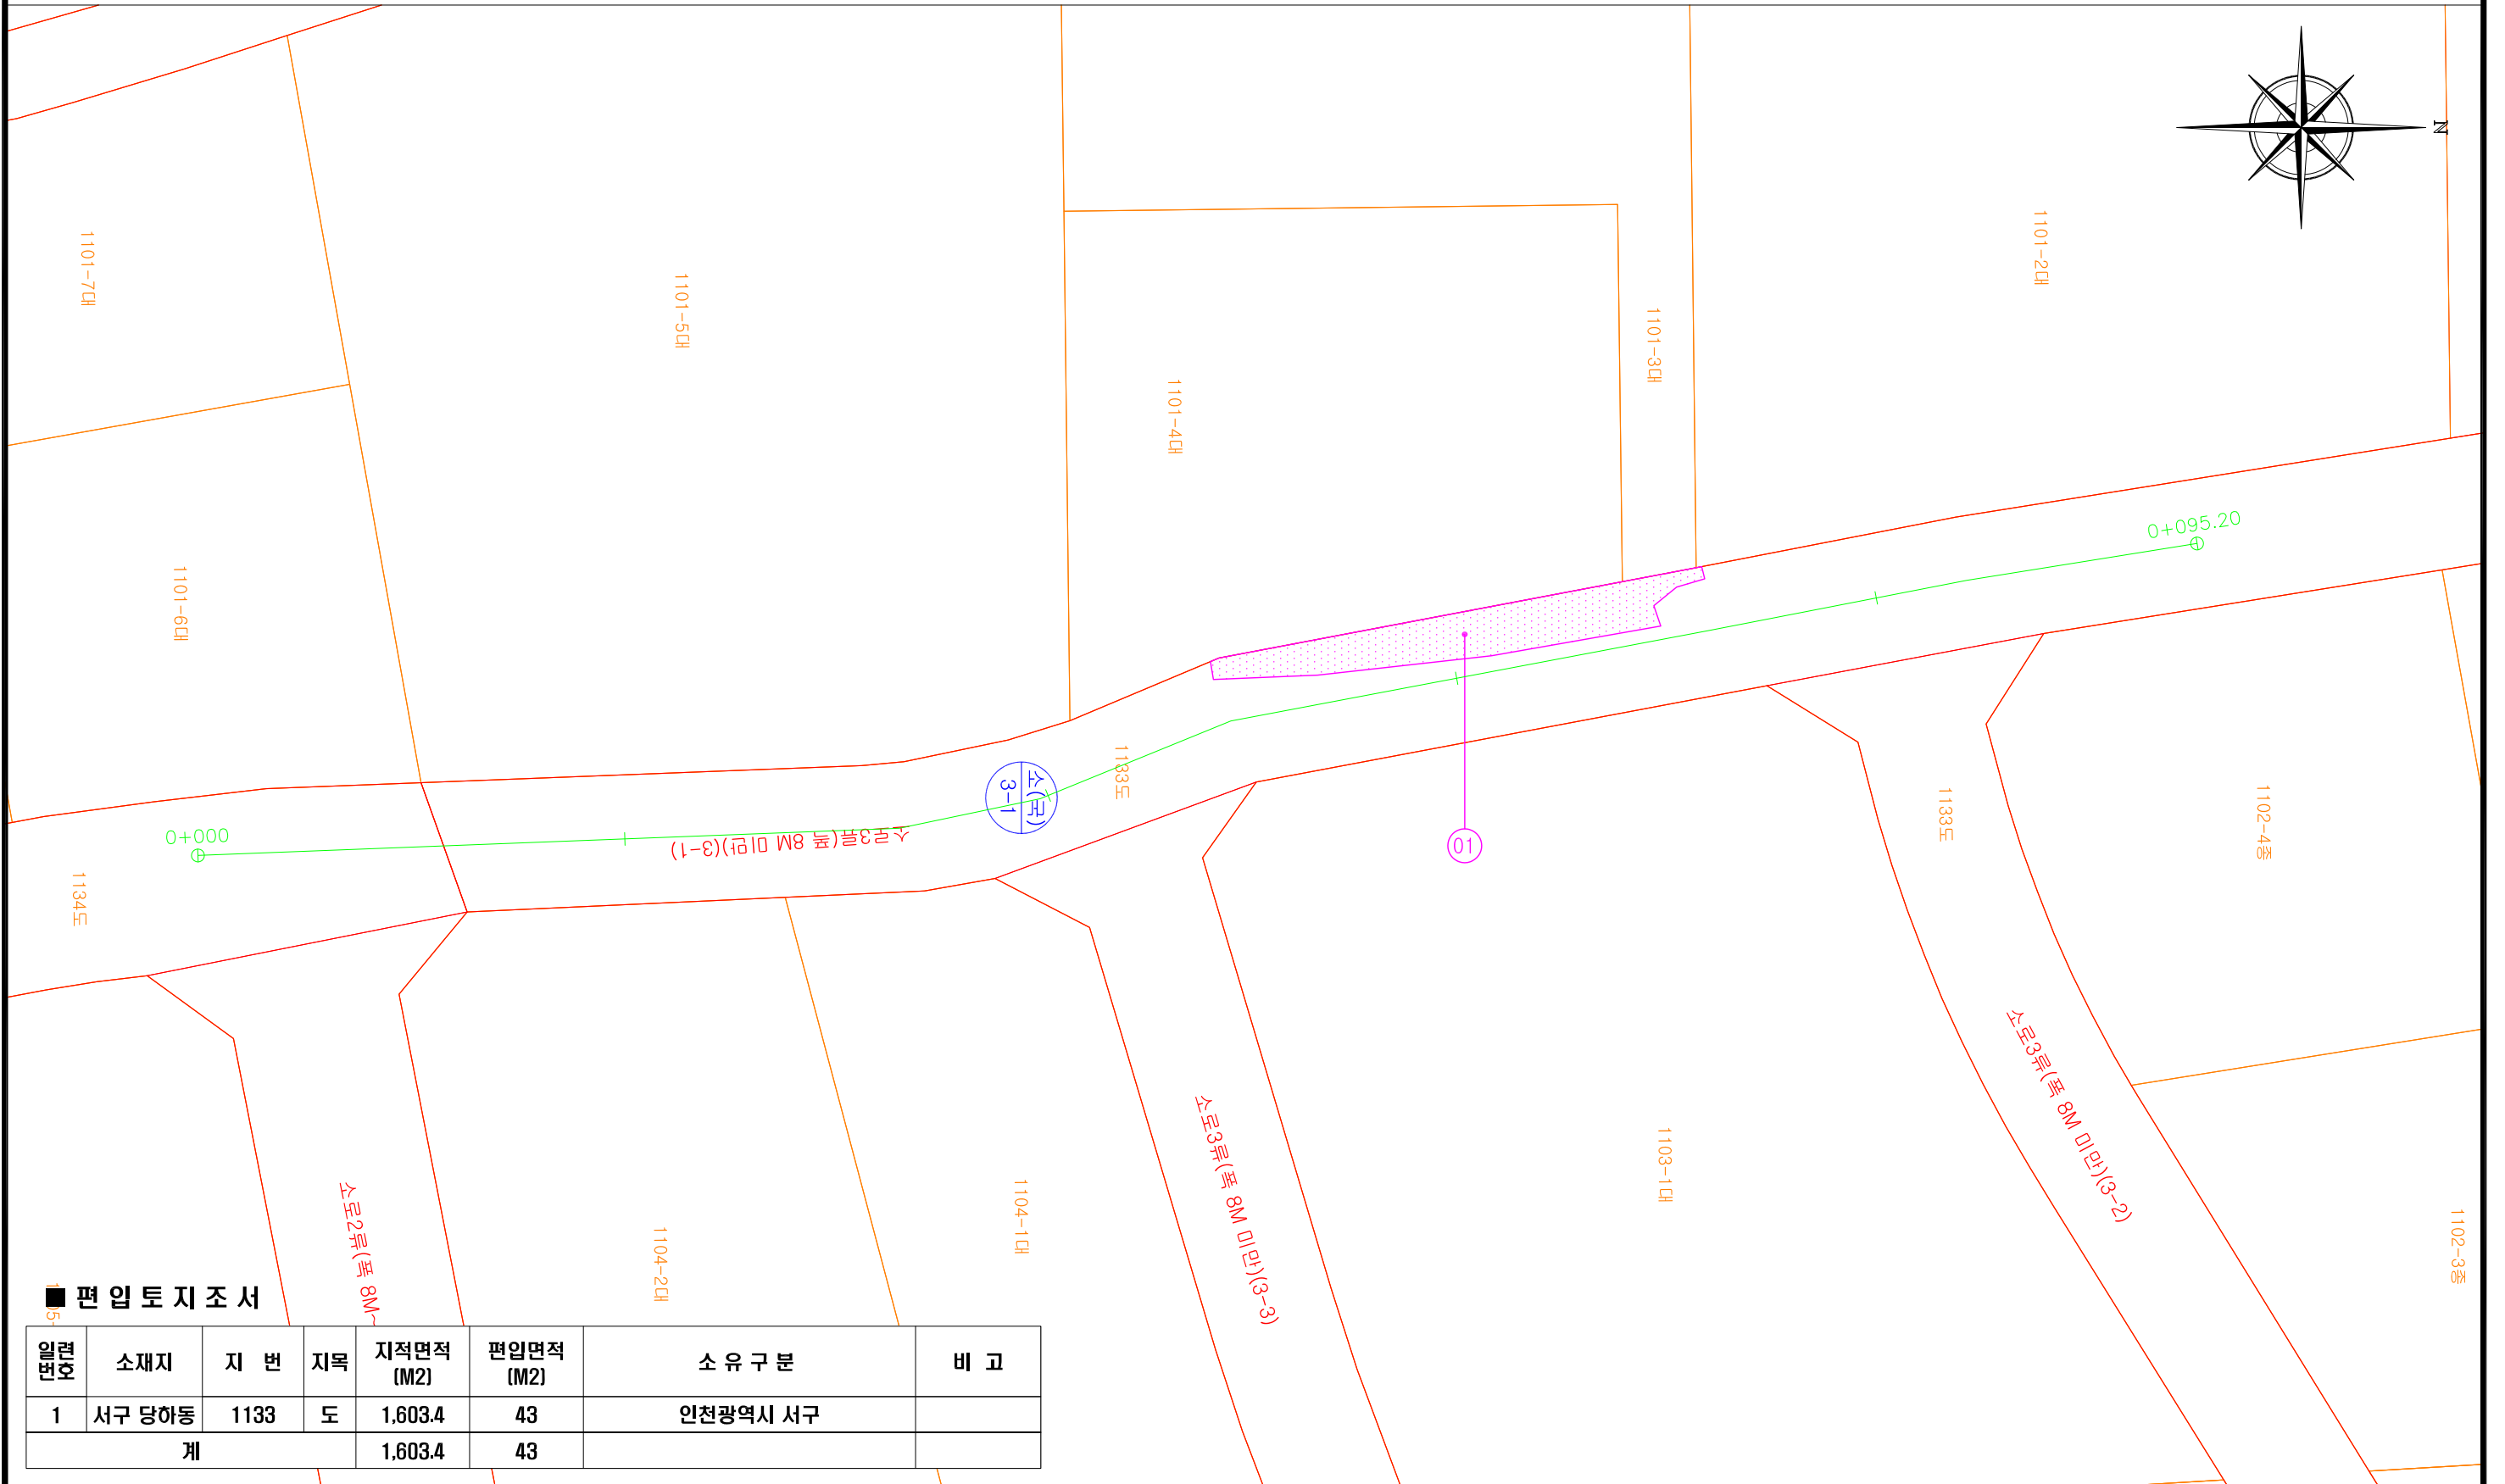 N
1101-7대
1101-5대
1101-4대
1101-3대
1101-2대
1101-6대
0+095.20
0+000
1134도
소로3류(폭 8M 미만)(3-1)
소(국)
3-1
1133도
01
1133도
1102-4종
소로3류(폭 8M 미만)(3-2)
소로3류(폭 8M 미만)(3-3)
1103-1대
1102-3종
1104-1대
1104-2대
소로2류(폭 8M~
■ 편 입 토 지 조 서
일련번호 소재지 지 번 지목 지적면적(M2) 편입면적(M2) 소 유 구 분 비 고
1 서구 당하동 1133 도 1,603.4 43 인천광역시 서구
계 1,603.4 43